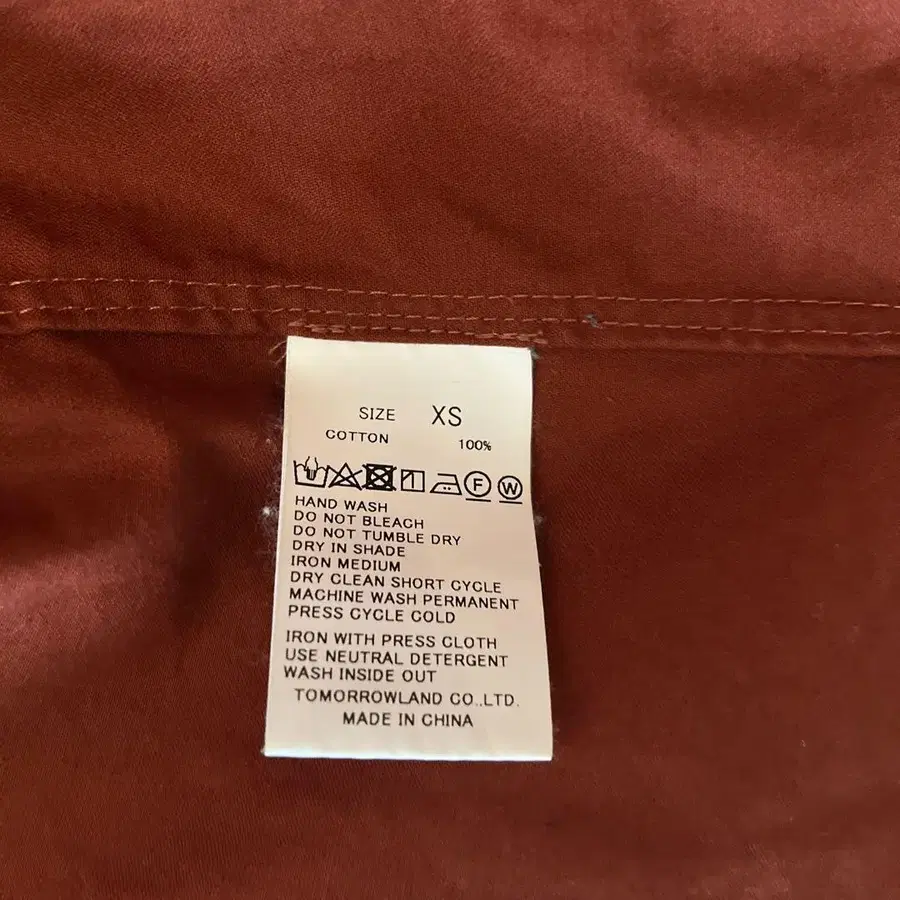 SIZE XS
COTTON 100%
F W
HAND WASH
DO NOT BLEACH
DO NOT TUMBLE DRY
DRY IN SHADE
IRON MEDIUM
DRY CLEAN SHORT CYCLE
MACHINE WASH PERMANENT
PRESS CYCLE COLD
IRON WITH PRESS CLOTH
USE NEUTRAL DETERGENT
WASH INSIDE OUT
TOMORROWLAND CO.,LTD.
MADE IN CHINA